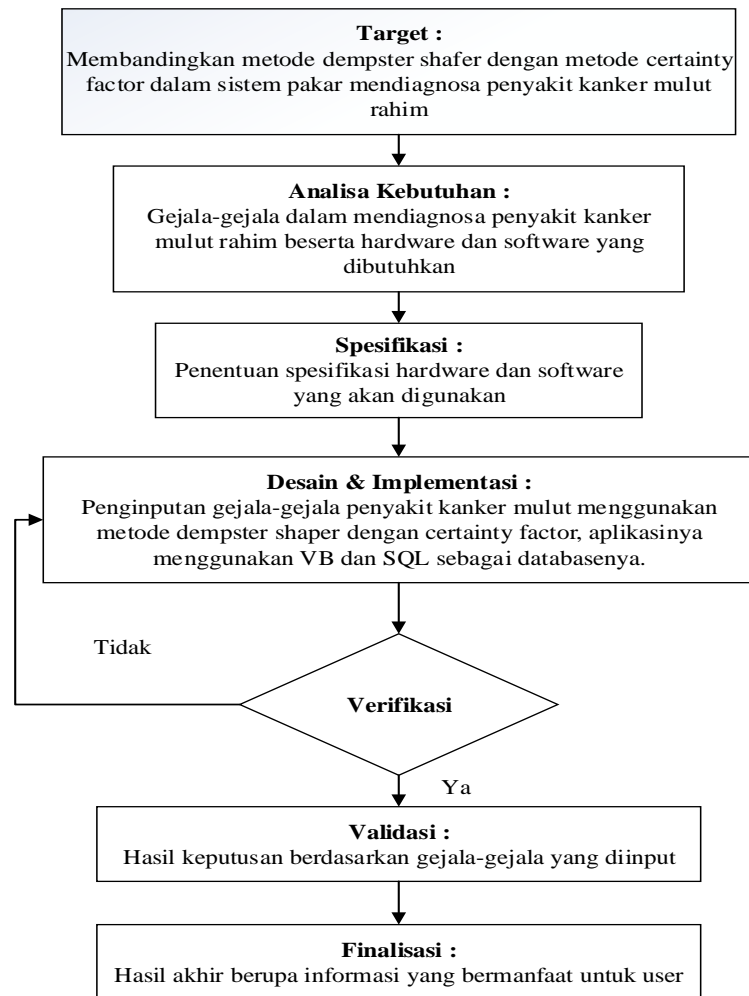 Target :
Membandingkan metode dempster shafer dengan metode certainty
factor dalam sistem pakar mendiagnosa penyakit kanker mulut
rahim
Analisa Kebutuhan :
Gejala-gejala dalam mendiagnosa penyakit kanker
mulut rahim beserta hardware dan software yang
dibutuhkan
Spesifikasi :
Penentuan spesifikasi hardware dan software
yang akan digunakan
Desain & Implementasi :
Penginputan gejala-gejala penyakit kanker mulut menggunakan
metode dempster shaper dengan certainty factor, aplikasinya
menggunakan VB dan SQL sebagai databasenya.
Tidak
Verifikasi
Ya
Validasi :
Hasil keputusan berdasarkan gejala-gejala yang diinput
Finalisasi :
Hasil akhir berupa informasi yang bermanfaat untuk user